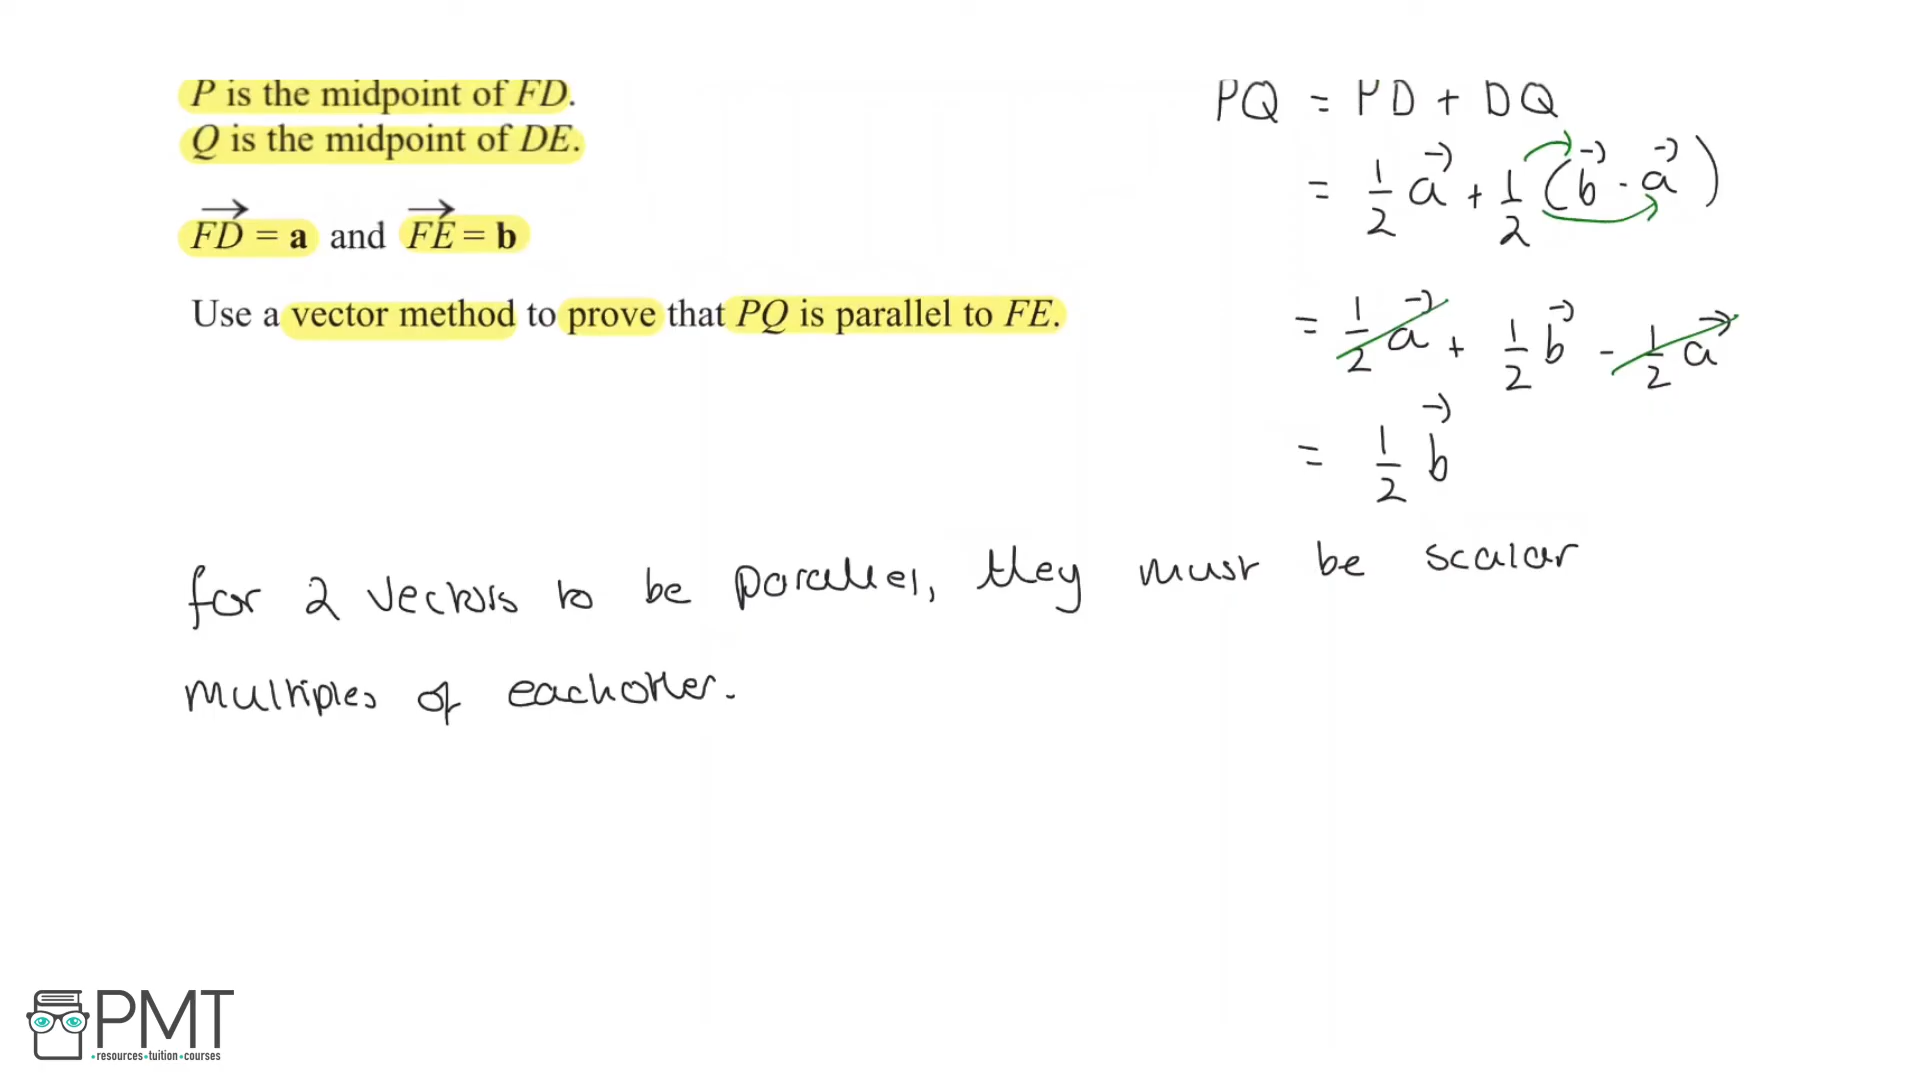 P is the midpoint of FD.
Q is the midpoint of DE.
→FD = a and →FE = b
Use a vector method to prove that PQ is parallel to FE.
PQ = PD + DQ
= 1/2 a→ + 1/2 (b→ - a→)
= 1/2 a→ + 1/2 b→ - 1/2 a→
= 1/2 b→
for 2 vectors to be parallel, they must be scalar
multiples of eachother.
PMT
•resources•tuition•courses